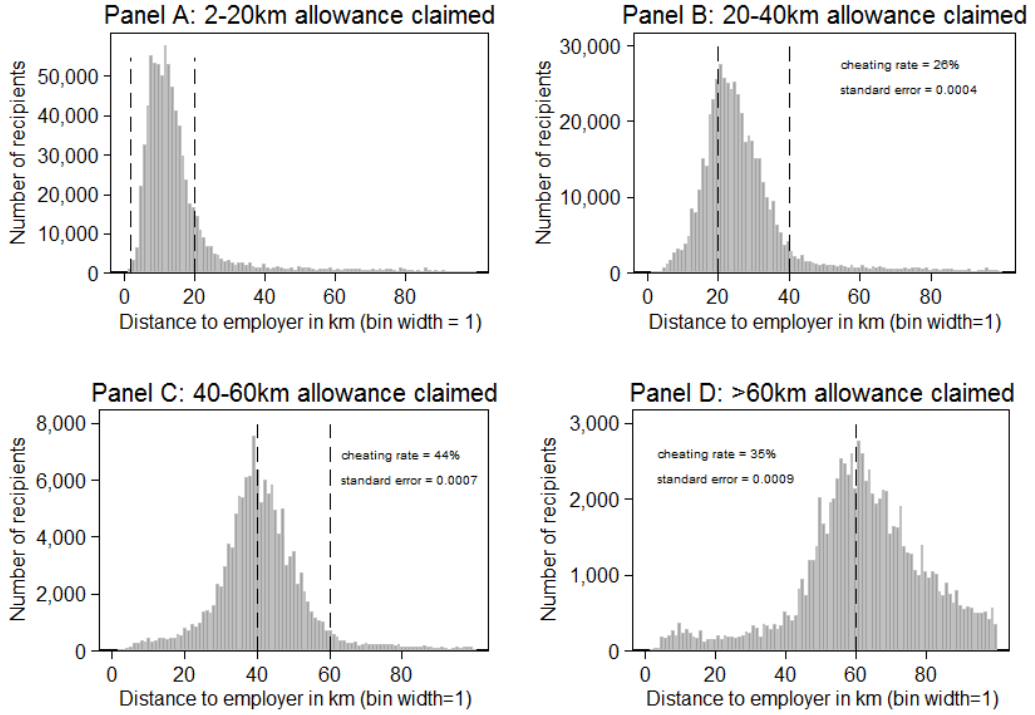 Panel A: 2-20km allowance claimed
Number of recipients
50,000
40,000
30,000
20,000
10,000
0
0 20 40 60 80
Distance to employer in km (bin width = 1)
Panel B: 20-40km allowance claimed
Number of recipients
30,000
20,000
10,000
0
cheating rate = 26%
standard error = 0.0004
0 20 40 60 80
Distance to employer in km (bin width=1)
Panel C: 40-60km allowance claimed
Number of recipients
8,000
6,000
4,000
2,000
0
cheating rate = 44%
standard error = 0.0007
0 20 40 60 80
Distance to employer in km (bin width=1)
Panel D: >60km allowance claimed
Number of recipients
3,000
2,000
1,000
0
cheating rate = 35%
standard error = 0.0009
0 20 40 60 80
Distance to employer in km (bin width=1)